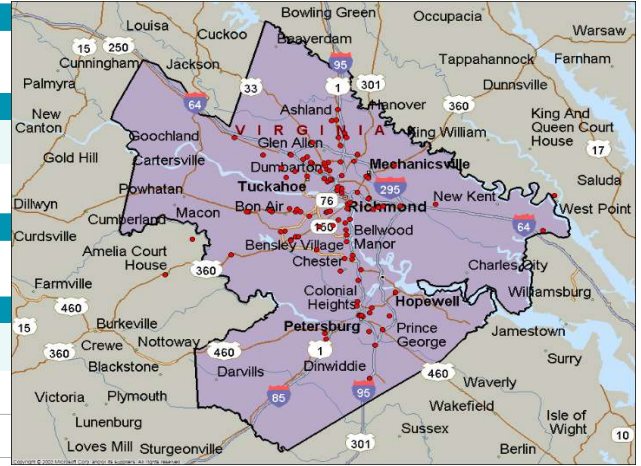 Bowling Green
Occupacia
Louisa
Cuckoo
Beaverdam
Warsaw
15
250
Cunningham
Jackson
95
Tappahannock
Farnham
Palmyra
33
1
301
Dunnsville
64
Ashland
Hanover
360
New
Canton
VIRGINIA
King William
King And
Queen Court
House
Goochland
Glen Allen
17
Gold Hill
Cartersville
Dumbarton
Mechanicsville
Saluda
Powhatan
Tuckahoe
295
New Kent
Dillwyn
Cumberland
Macon
Bon Air
76
Richmond
West Point
Curdsville
Bensley Village
Bellwood
Manor
64
Amelia Court
House
360
Chester
Charles City
Farmville
Colonial
Heights
Hopewell
Williamsburg
460
15
Burkeville
Petersburg
Prince
George
Jamestown
360
Crewe
Nottoway
460
1
Surry
Blackstone
Darvills
Dinwiddie
460
Waverly
Victoria
Plymouth
85
95
Wakefield
Lunenburg
Sussex
Isle of
Wight
Loves Mill
Sturgeonville
301
Berlin
10